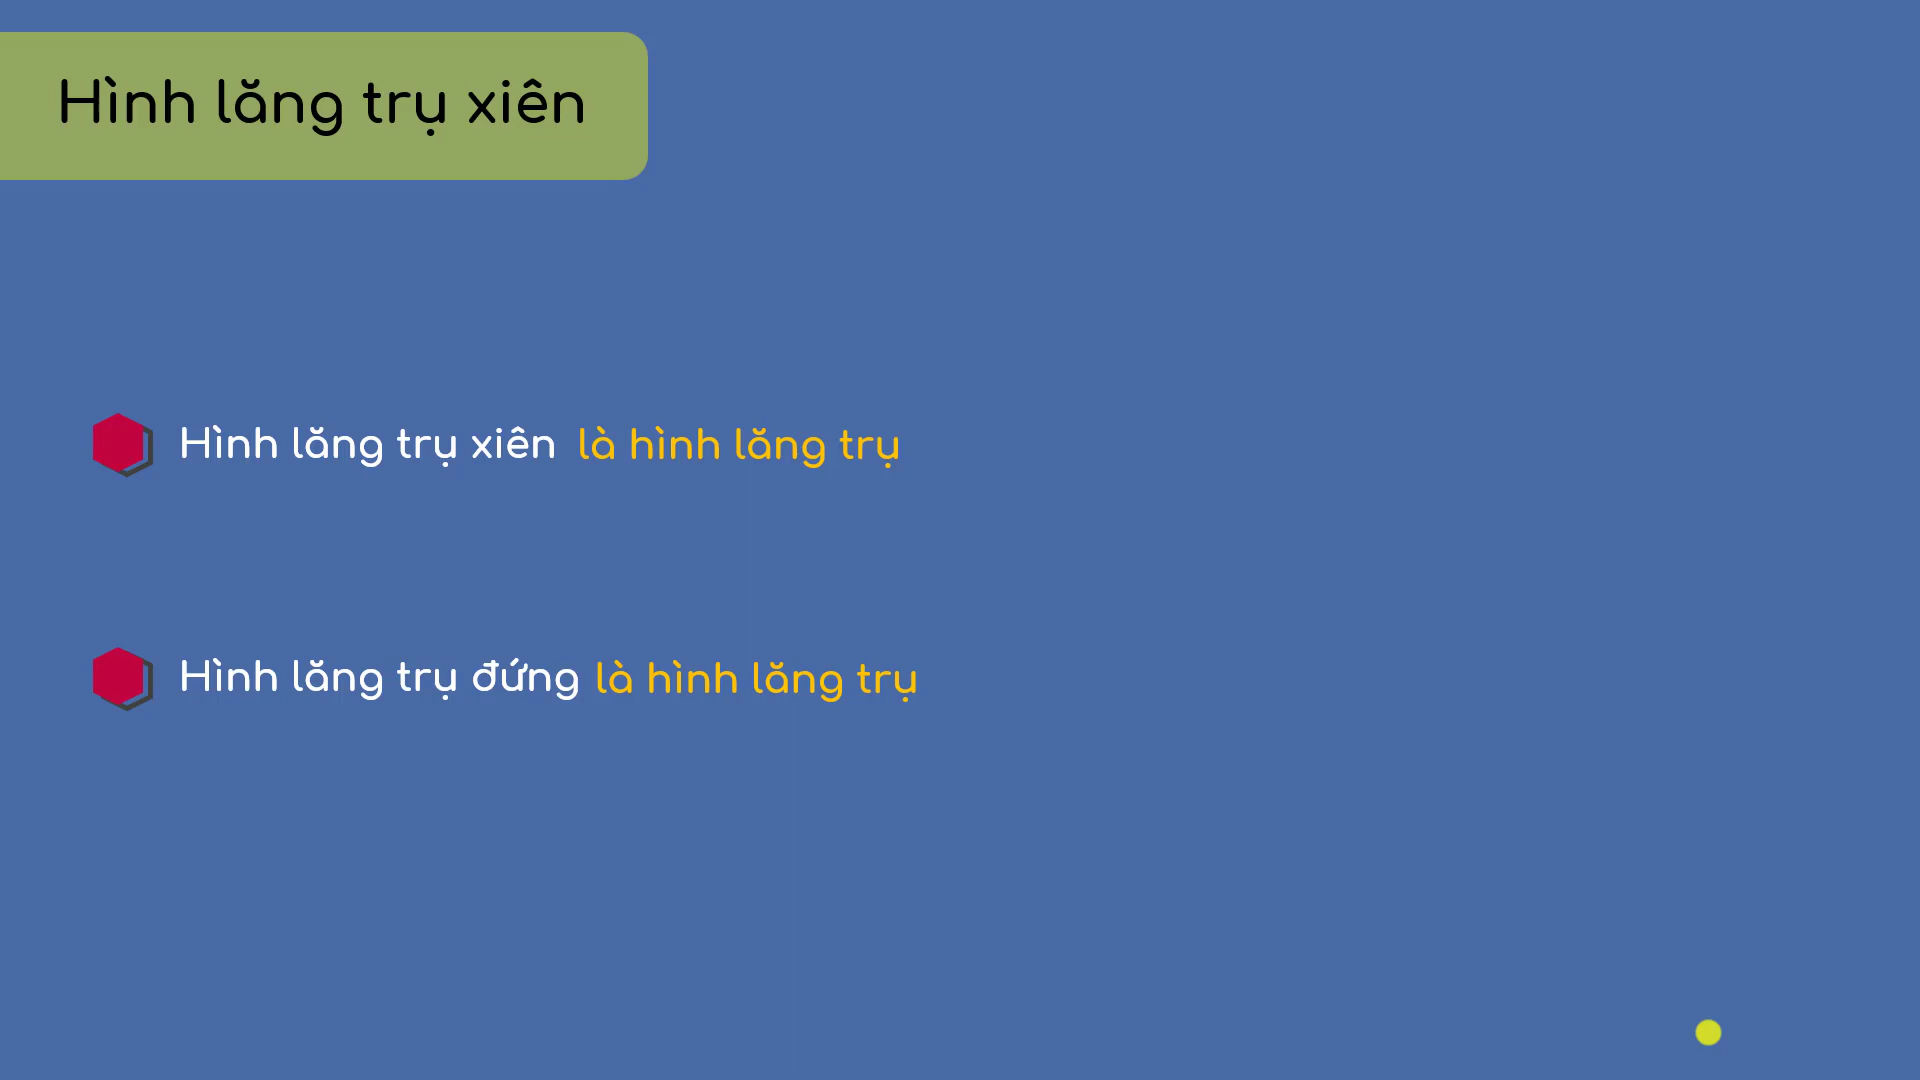 Hình lăng trụ xiên
Hình lăng trụ xiên là hình lăng trụ
Hình lăng trụ đứng là hình lăng trụ